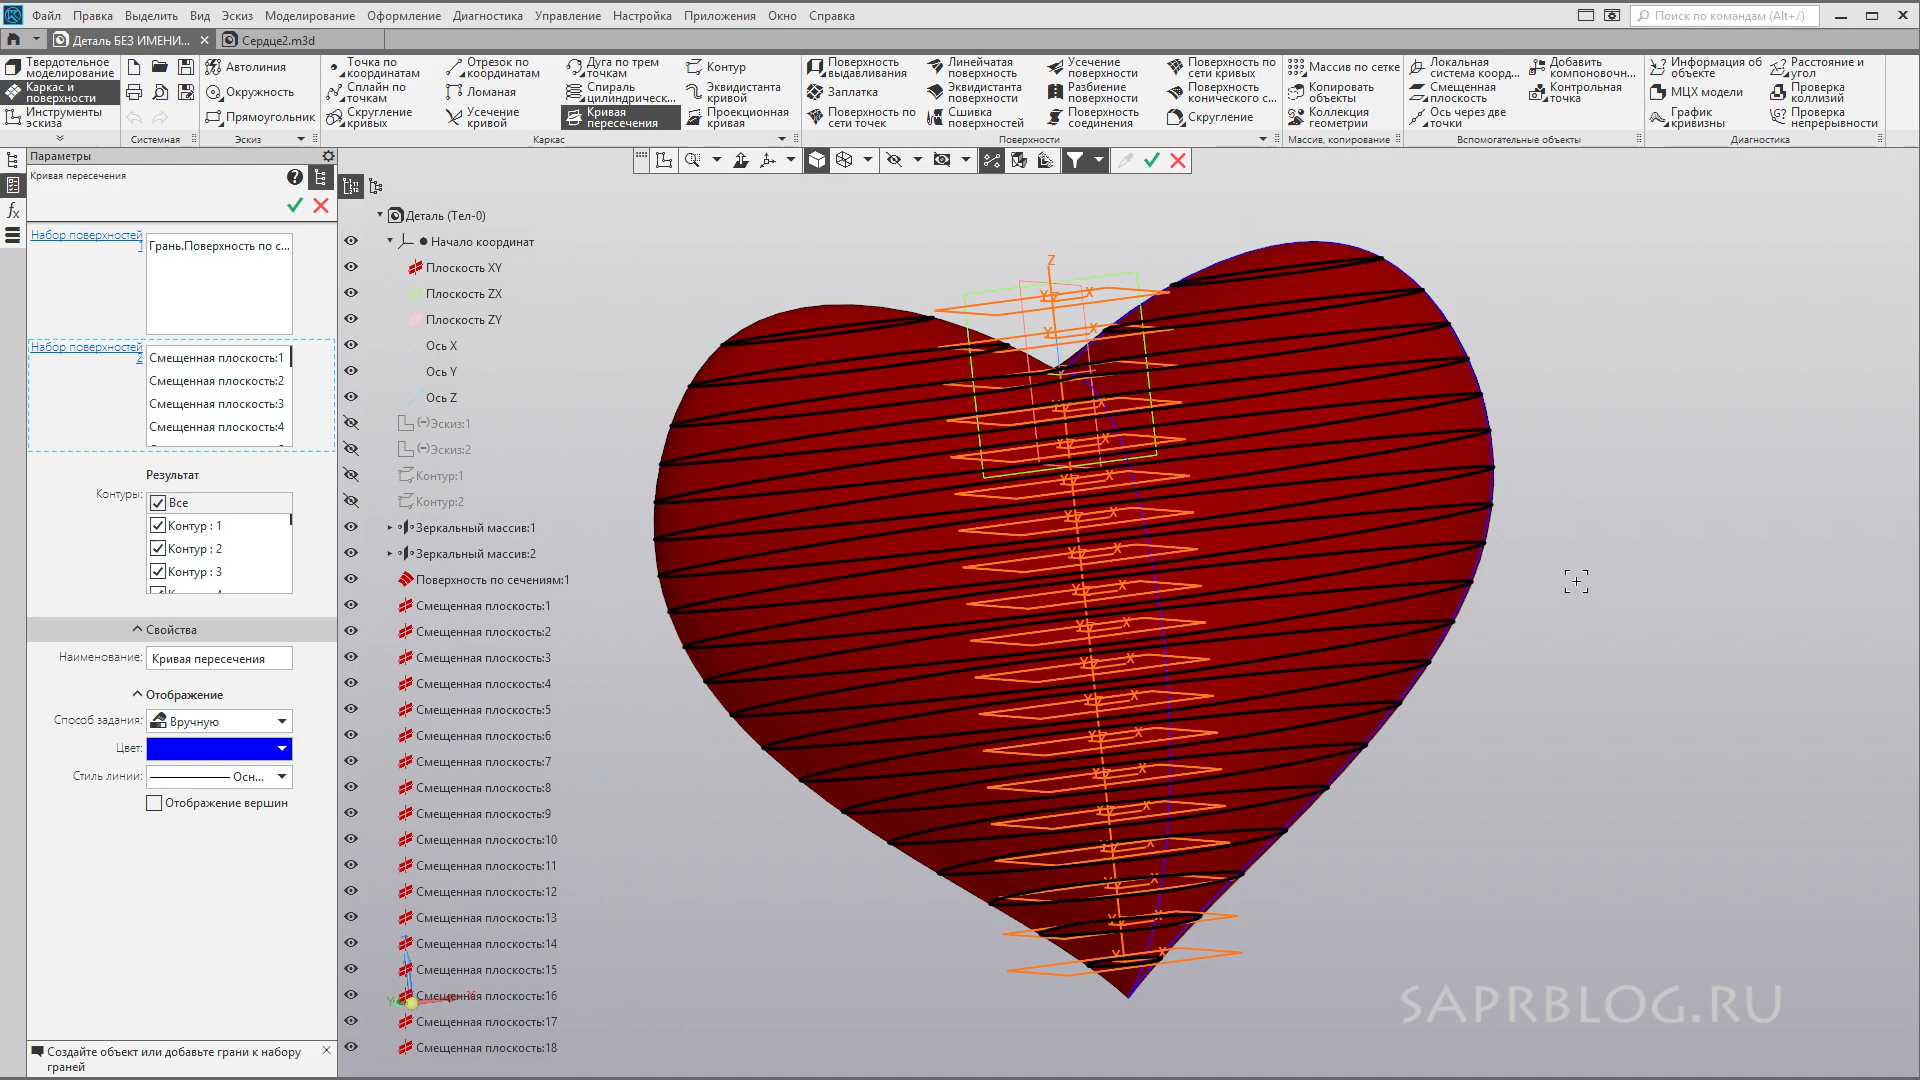 Файл Правка Выделить Вид Эскиз Моделирование Оформление Диагностика Управление Настройка Приложения Окно Справка
Поиск по командам (Alt+/)
Деталь БЕЗ ИМЕНИ...
Сердце2.m3d
Твердотельное
моделирование
Каркас и
поверхности
Инструменты
эскиза
Системная
Автолиния
Окружность
Прямоугольник
Эскиз
Точка по
координатам
Сплайн по
точкам
Скругление
кривых
Отрезок по
координатам
Ломаная
Усечение
кривой
Дуга по трем
точкам
Спираль
цилиндрическ...
Кривая
пересечения
Контур
Эквидистанта
кривой
Проекционная
кривая
Каркас
Поверхность
выдавливания
Заплатка
Поверхность по
сети точек
Линейчатая
поверхность
Эквидистанта
поверхности
Сшивка
поверхностей
Усечение
поверхности
Разбиение
поверхности
Поверхность
соединения
Поверхность по
сети кривых
Поверхность
конического с...
Скругление
Поверхности
Массив по сетке
Копировать
объекты
Коллекция
геометрии
Массив, копирование
Локальная
система коорд...
Смещенная
плоскость
Ось через две
точки
Добавить
компоновочн...
Контрольная
точка
Вспомогательные объекты
Информация об
объекте
МЦХ модели
График
кривизны
Расстояние и
угол
Проверка
коллизий
Проверка
непрерывности
Диагностика
Параметры
Кривая пересечения
Набор поверхностей
1
Грань.Поверхность по с...
Набор поверхностей
2
Смещенная плоскость:1
Смещенная плоскость:2
Смещенная плоскость:3
Смещенная плоскость:4
Результат
Контуры:
Все
Контур : 1
Контур : 2
Контур : 3
Свойства
Наименование: Кривая пересечения
Отображение
Способ задания: Вручную
Цвет:
Стиль линии: Осн...
Отображение вершин
Создайте объект или добавьте грани к набору
граней
Деталь (Тел-0)
Начало координат
Плоскость XY
Плоскость ZX
Плоскость ZY
Ось X
Ось Y
Ось Z
(-)Эскиз:1
(-)Эскиз:2
Контур:1
Контур:2
Зеркальный массив:1
Зеркальный массив:2
Поверхность по сечениям:1
Смещенная плоскость:1
Смещенная плоскость:2
Смещенная плоскость:3
Смещенная плоскость:4
Смещенная плоскость:5
Смещенная плоскость:6
Смещенная плоскость:7
Смещенная плоскость:8
Смещенная плоскость:9
Смещенная плоскость:10
Смещенная плоскость:11
Смещенная плоскость:12
Смещенная плоскость:13
Смещенная плоскость:14
Смещенная плоскость:15
Смещенная плоскость:16
Смещенная плоскость:17
Смещенная плоскость:18
Z
SAPRBLOG.RU